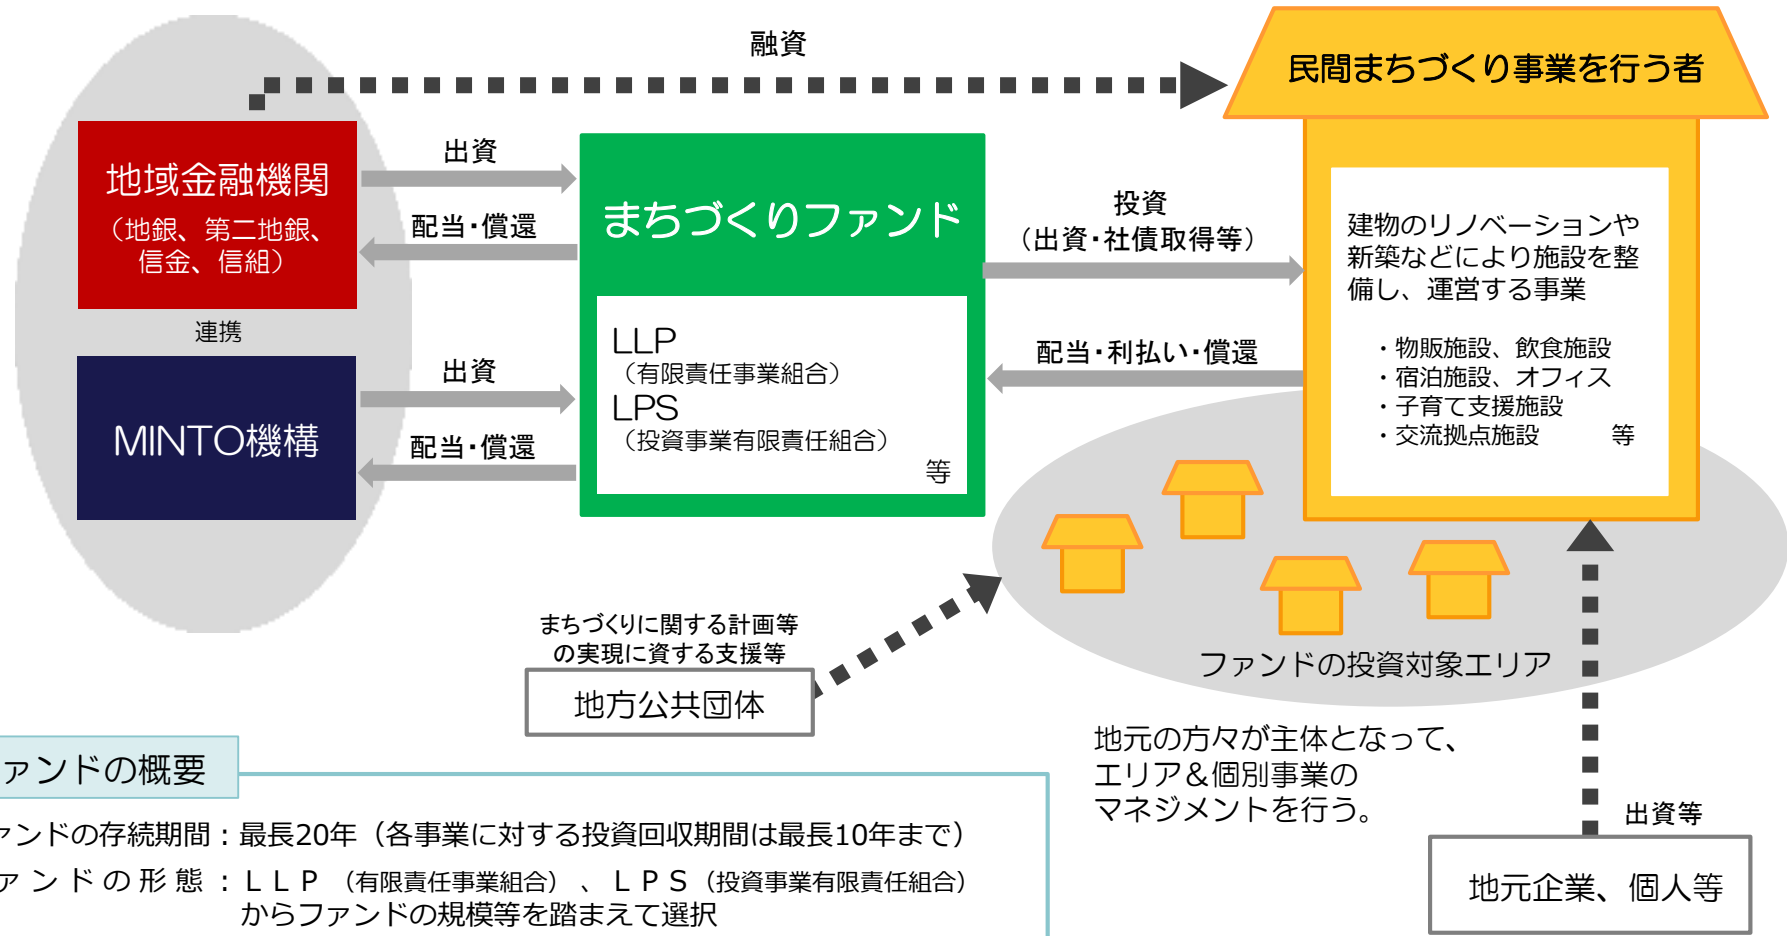 融資
民間まちづくり事業を行う者
地域金融機関
（地銀、第二地銀、
信金、信組）
連携
MINTO機構
出資
配当・償還
出資
配当・償還
まちづくりファンド
LLP
（有限責任事業組合）
LPS
（投資事業有限責任組合）
等
投資
（出資・社債取得等）
配当・利払い・償還
建物のリノベーションや
新築などにより施設を整
備し、運営する事業
・物販施設、飲食施設
・宿泊施設、オフィス
・子育て支援施設
・交流拠点施設　　　等
ファンドの投資対象エリア
まちづくりに関する計画等
の実現に資する支援等
地方公共団体
地元の方々が主体となって、
エリア＆個別事業の
マネジメントを行う。
出資等
地元企業、個人等
ァンドの概要
ァンドの存続期間：最長20年（各事業に対する投資回収期間は最長10年まで）
ァンドの形態：ＬＬＰ（有限責任事業組合）、ＬＰＳ（投資事業有限責任組合）
からファンドの規模等を踏まえて選択